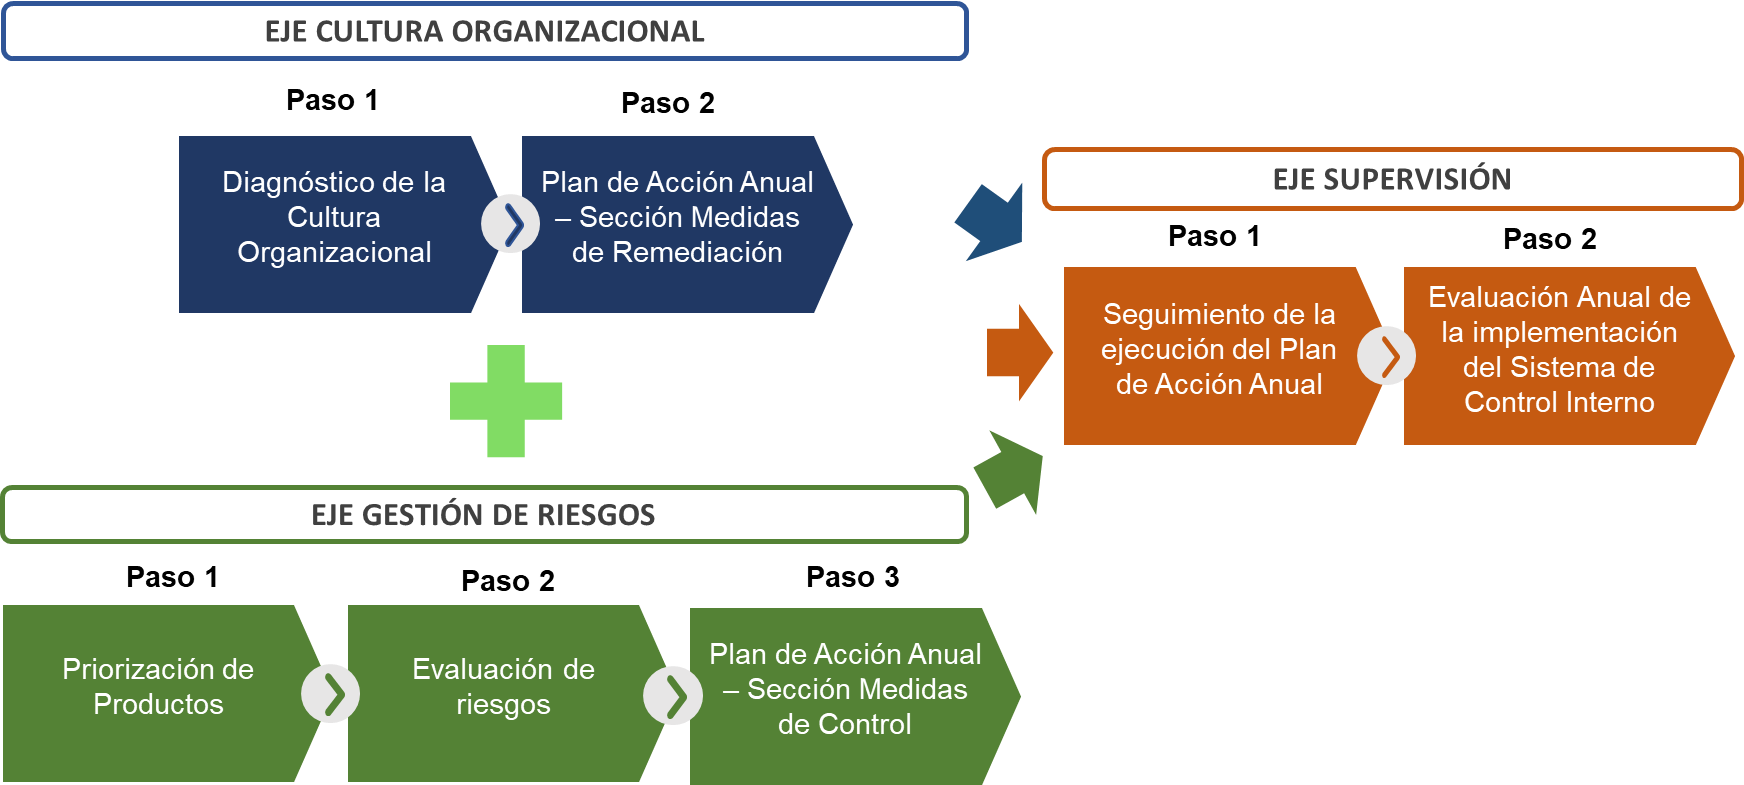 EJE CULTURA ORGANIZACIONAL
Paso 1
Paso 2
Diagnóstico de la
Cultura
Organizacional
Plan de Acción Anual
– Sección Medidas
de Remediación
EJE SUPERVISIÓN
Paso 1
Paso 2
Seguimiento de la
ejecución del Plan
de Acción Anual
Evaluación Anual de
la implementación
del Sistema de
Control Interno
EJE GESTIÓN DE RIESGOS
Paso 1
Paso 2
Paso 3
Priorización de
Productos
Evaluación de
riesgos
Plan de Acción Anual
– Sección Medidas
de Control